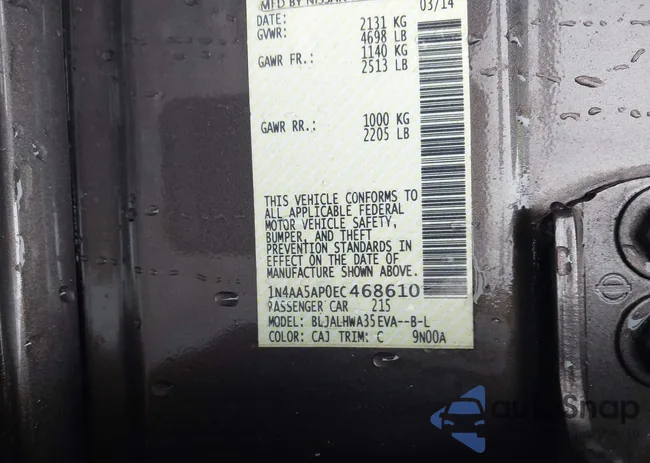 MFD BY NISSAN 03/14
DATE: 2131 KG
GVWR: 4698 LB
GAWR FR.: 1140 KG
2513 LB
GAWR RR.: 1000 KG
2205 LB
THIS VEHICLE CONFORMS TO
ALL APPLICABLE FEDERAL
MOTOR VEHICLE SAFETY,
BUMPER, AND THEFT
PREVENTION STANDARDS IN
EFFECT ON THE DATE OF
MANUFACTURE SHOWN ABOVE.
1N4AA5AP0EC468610
PASSENGER CAR 215
MODEL: BLJALHWA35EVA--B-L
COLOR: CAJ TRIM: C 9N00A
autoSnap